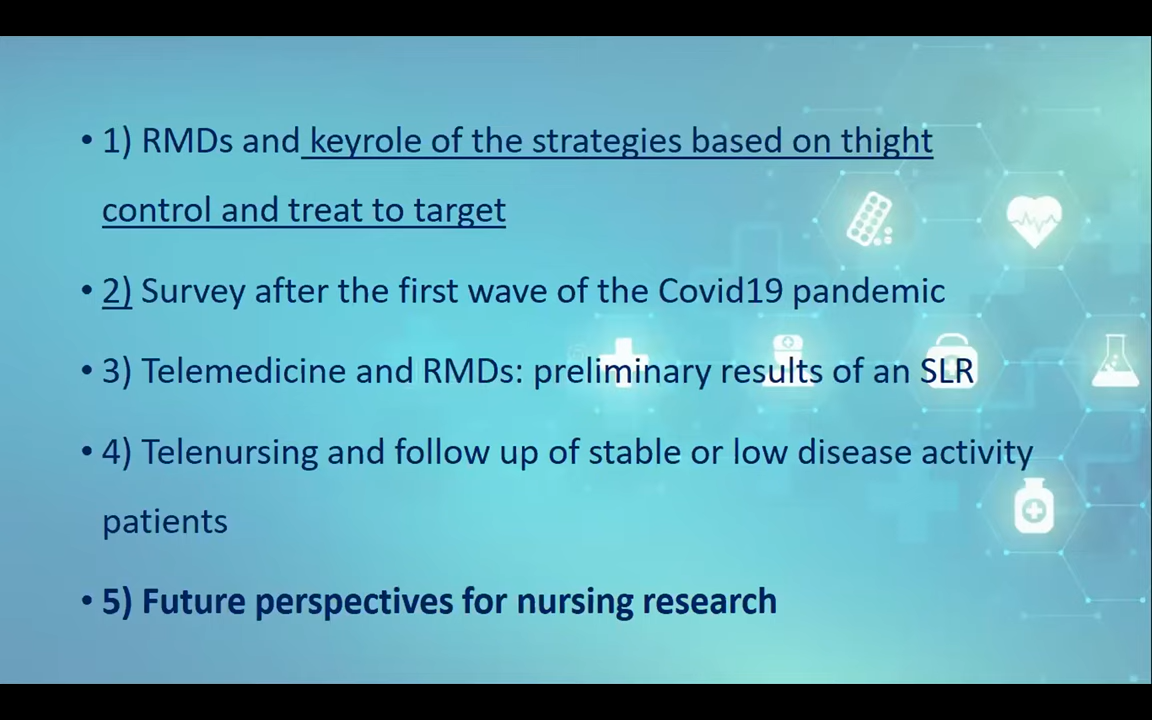 • 1) RMDs and keyrole of the strategies based on thight
control and treat to target
• 2) Survey after the first wave of the Covid19 pandemic
• 3) Telemedicine and RMDs: preliminary results of an SLR
• 4) Telenursing and follow up of stable or low disease activity
patients
• 5) Future perspectives for nursing research